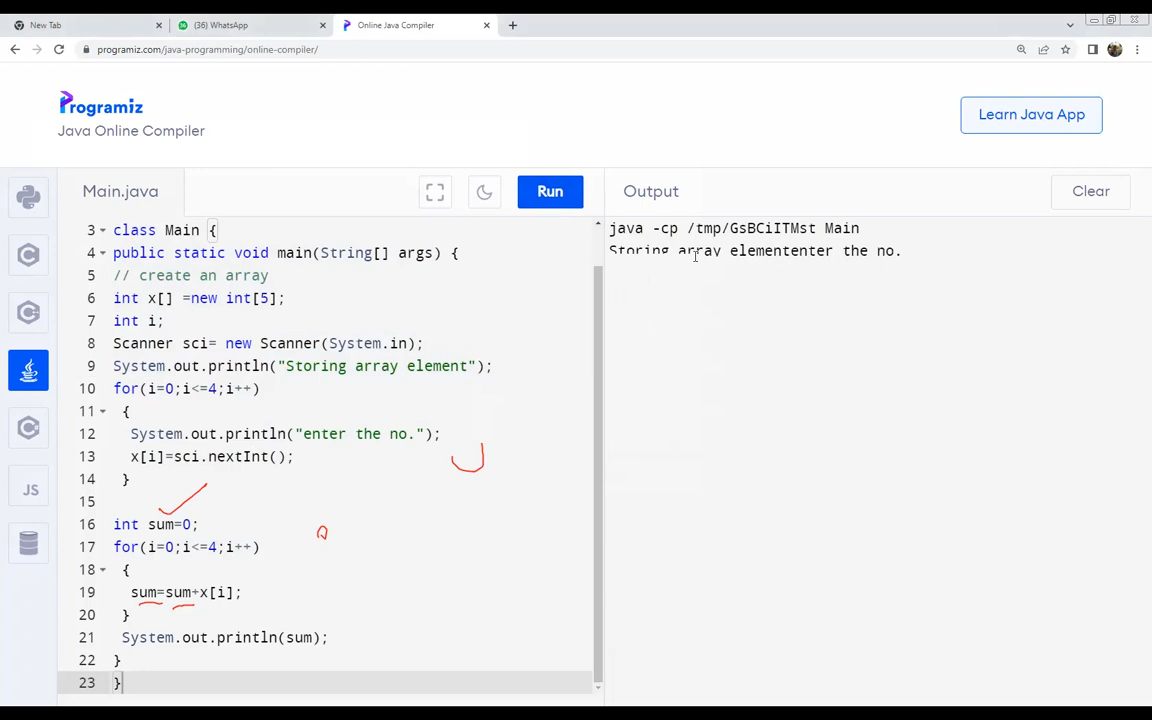 New Tab
(36) WhatsApp
Online Java Compiler
programiz.com/java-programming/online-compiler/
Programiz
Java Online Compiler
Learn Java App
Main.java
Run
Output
Clear
JS
3 class Main {
4 public static void main(String[] args) {
5 // create an array
6 int x[] =new int[5];
7 int i;
8 Scanner sci= new Scanner(System.in);
9 System.out.println("Storing array element");
10 for(i=0;i<=4;i++)
11 {
12 System.out.println("enter the no.");
13 x[i]=sci.nextInt();
14 }
15
16 int sum=0;
17 for(i=0;i<=4;i++)
18 {
19 sum=sum+x[i];
20 }
21 System.out.println(sum);
22 }
23 }
java -cp /tmp/GsBCiITMst Main
Storing array elemententer the no.